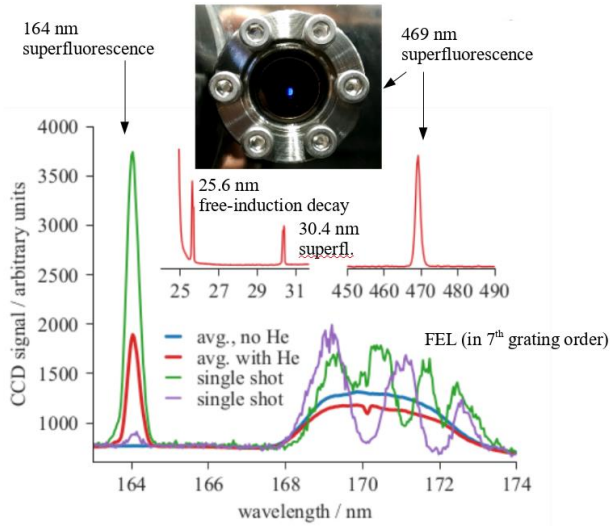 164 nm
superfluorescence
469 nm
superfluorescence
4000
3500
3000
2500
2000
1500
1000
CCD signal / arbitrary units
25.6 nm
free-induction decay
30.4 nm
superfl.
25 27 29 31
450 460 470 480 490
avg., no He
avg. with He
single shot
single shot
FEL (in 7th grating order)
164 166 168 170 172 174
wavelength / nm